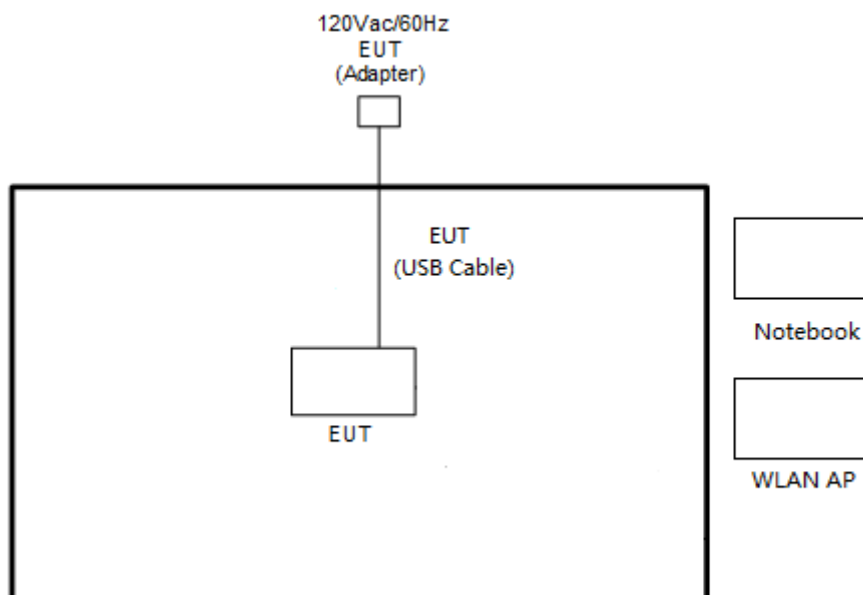 120Vac/60Hz
EUT
(Adapter)
EUT
(USB Cable)
Notebook
EUT
WLAN AP